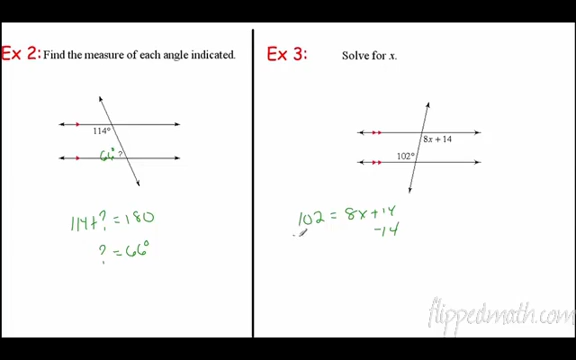 Ex 2: Find the measure of each angle indicated.
114°
66° ?
114 + ? = 180
? = 66°
Ex 3: Solve for x.
8x + 14
102°
102 = 8x + 14
-14
flippedmath.com